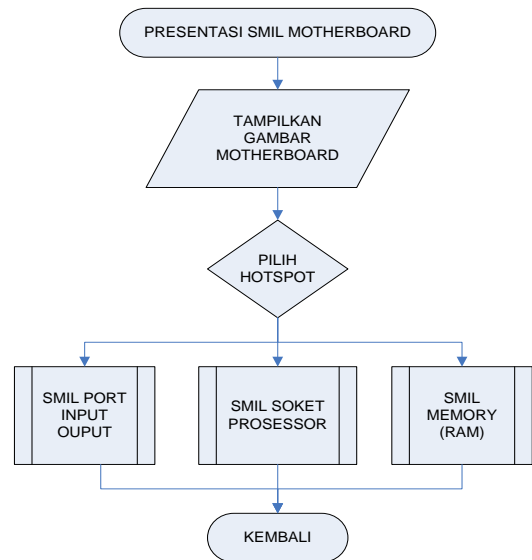 PRESENTASI SMIL MOTHERBOARD
TAMPILKAN
GAMBAR
MOTHERBOARD
PILIH
HOTSPOT
SMIL PORT
INPUT
OUPUT
SMIL SOKET
PROSESSOR
SMIL
MEMORY
(RAM)
KEMBALI